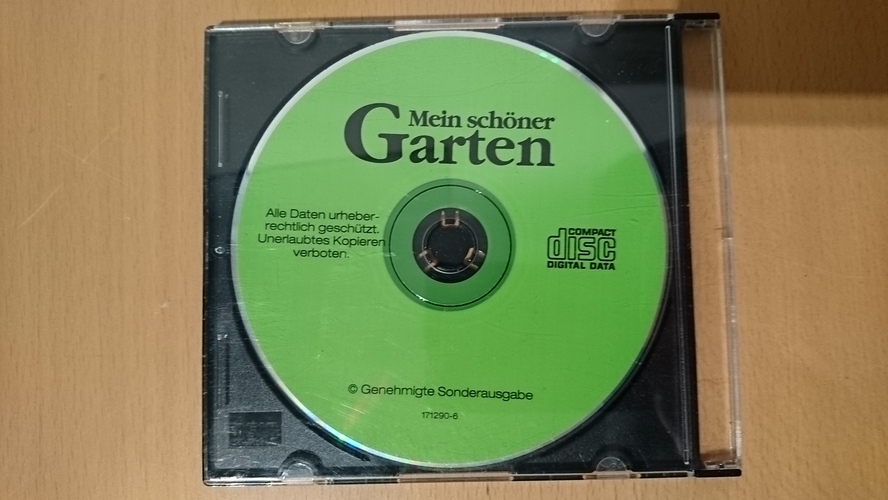 Mein schöner
Garten
Alle Daten urheber-
rechtlich geschützt.
Unerlaubtes Kopieren
verboten.
COMPACT
disc
DIGITAL DATA
© Genehmigte Sonderausgabe
171290-6